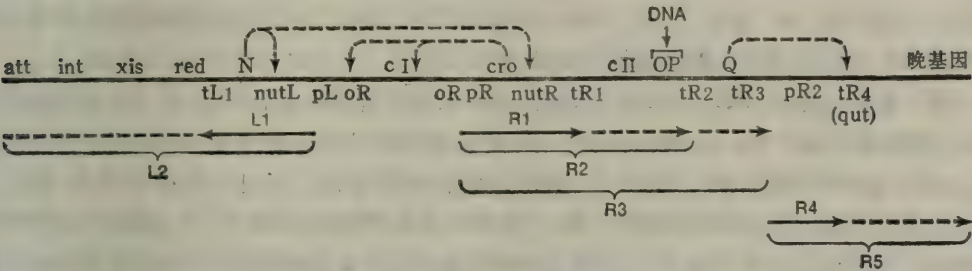 DNA
att int xis red N cI cro cII OP Q 晚基因
tL1 nutL pL oR oR pR nutR tR1 tR2 tR3 pR2 tR4
(qut)
L1 R1
L2 R2
R3
R4
R5